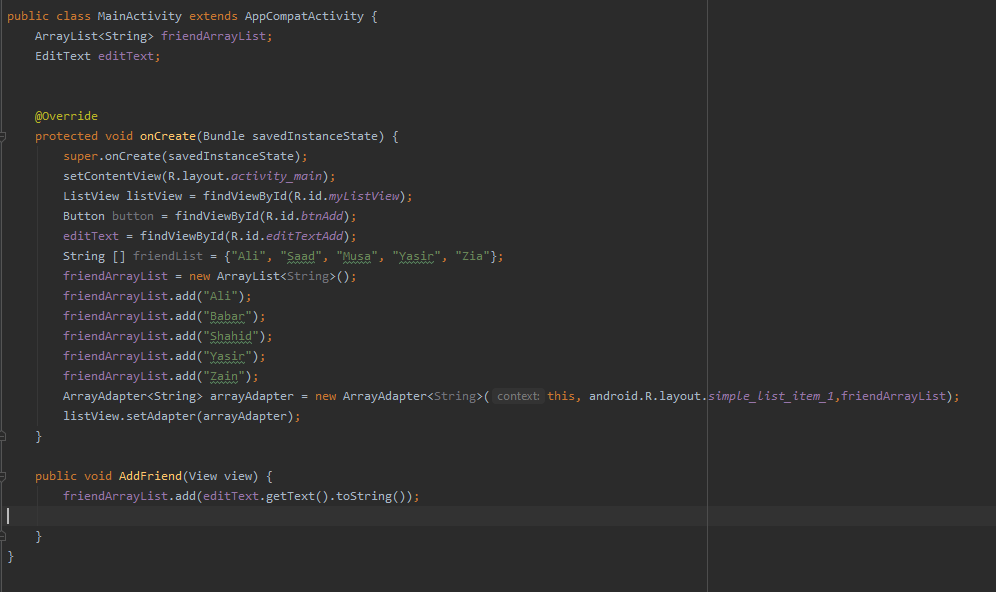 public class MainActivity extends AppCompatActivity {
ArrayList<String> friendArrayList;
EditText editText;
@Override
protected void onCreate(Bundle savedInstanceState) {
super.onCreate(savedInstanceState);
setContentView(R.layout.activity_main);
ListView listView = findViewById(R.id.myListView);
Button button = findViewById(R.id.btnAdd);
editText = findViewById(R.id.editTextAdd);
String [] friendList = {"Ali", "Saad", "Musa", "Yasir", "Zia"};
friendArrayList = new ArrayList<String>();
friendArrayList.add("Ali");
friendArrayList.add("Babar");
friendArrayList.add("Shahid");
friendArrayList.add("Yasir");
friendArrayList.add("Zain");
ArrayAdapter<String> arrayAdapter = new ArrayAdapter<String>( context: this, android.R.layout.simple_list_item_1,friendArrayList);
listView.setAdapter(arrayAdapter);
}
public void AddFriend(View view) {
friendArrayList.add(editText.getText().toString());
}
}